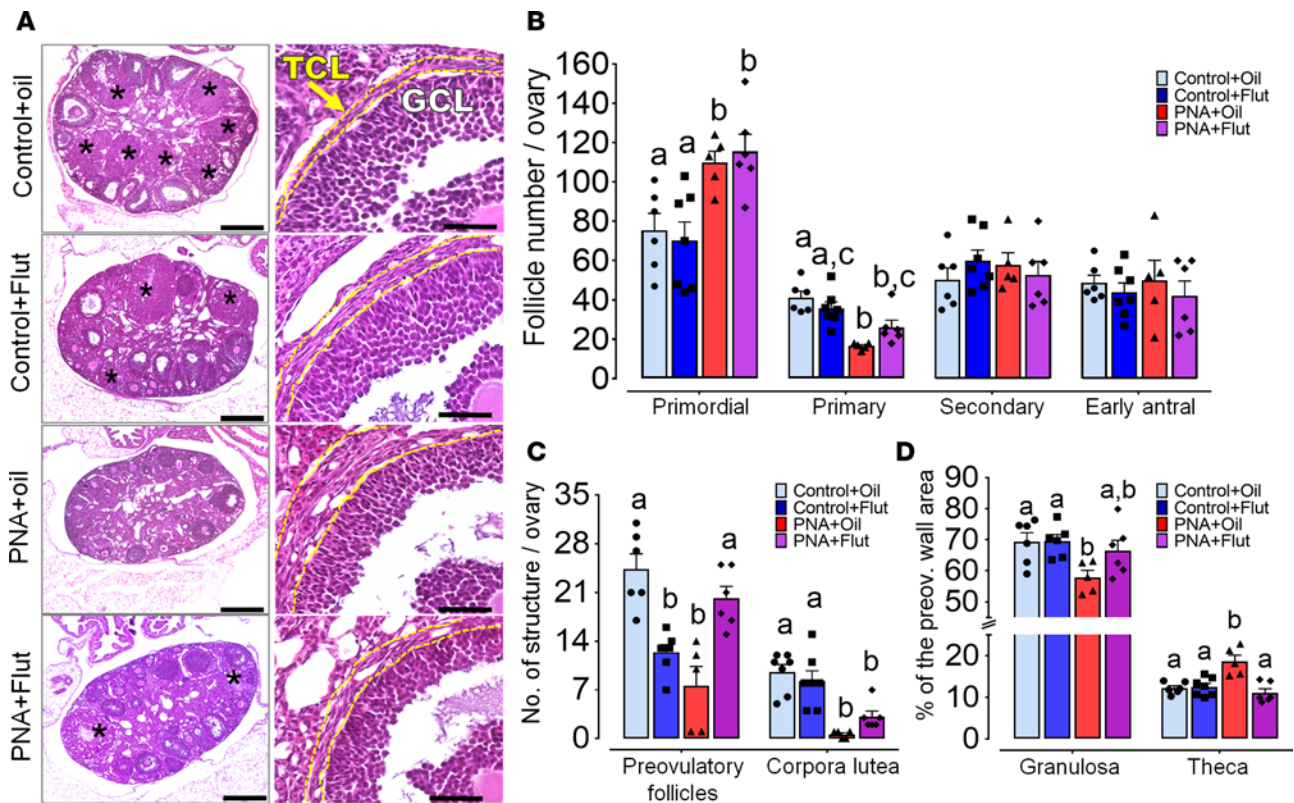 A
Control+oil
Control+Flut
PNA+oil
PNA+Flut
* * * * * * *
* * *
* *
TCL
GCL
B
Follicle number / ovary
160
140
120
100
80
60
40
20
0
a a b b
a a,c b b,c
Primordial Primary Secondary Early antral
Control+Oil
Control+Flut
PNA+Oil
PNA+Flut
C
No. of structure / ovary
35
28
21
14
7
0
a b b a
a a b b
Preovulatory
follicles
Corpora lutea
Control+Oil
Control+Flut
PNA+Oil
PNA+Flut
D
% of the preov. wall area
90
80
70
60
50
20
10
0
a a b a,b
a a b a
Granulosa Theca
Control+Oil
Control+Flut
PNA+Oil
PNA+Flut